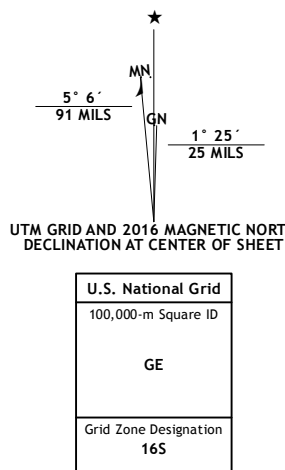 ★
MN.
5° 6´
91 MILS
GN
1° 25´
25 MILS
UTM GRID AND 2016 MAGNETIC NORT
DECLINATION AT CENTER OF SHEET
U.S. National Grid
100,000-m Square ID
GE
Grid Zone Designation
16S